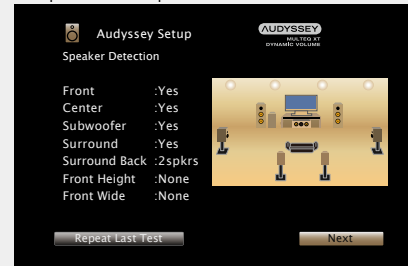 Audyssey Setup
AUDYSSEY
MULTEQ XT
DYNAMIC VOLUME
Speaker Detection
Front :Yes
Center :Yes
Subwoofer :Yes
Surround :Yes
Surround Back :2spkrs
Front Height :None
Front Wide :None
Repeat Last Test
Next